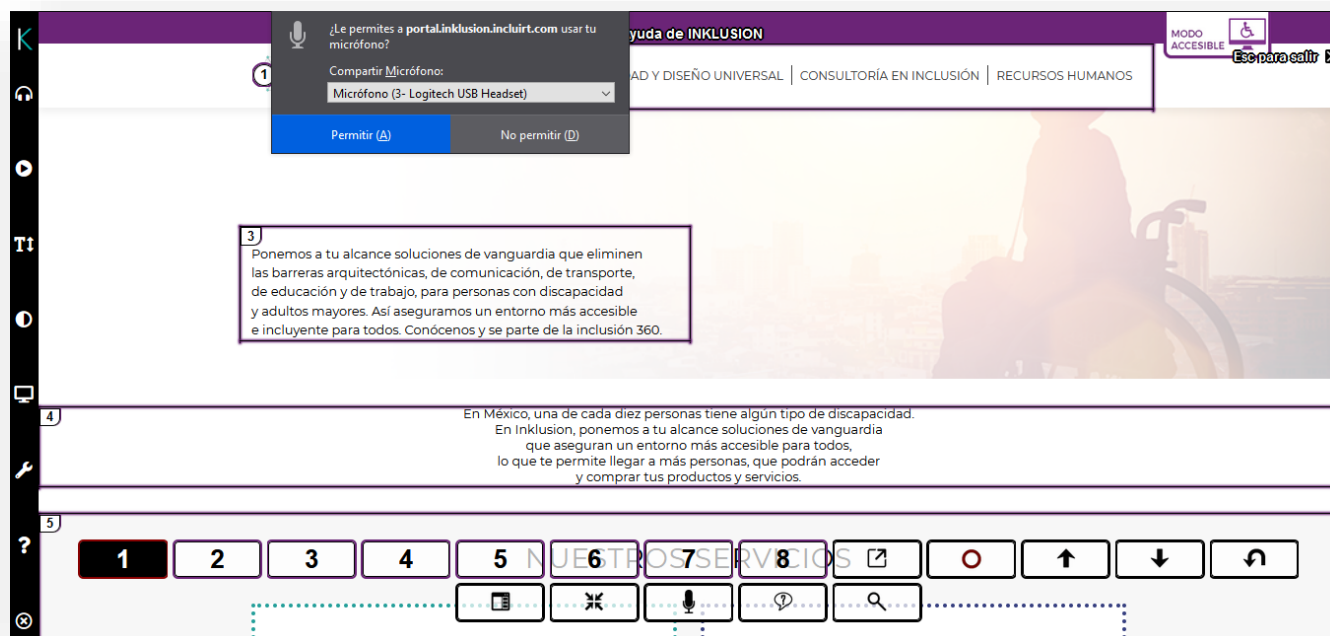 ¿Le permites a portal.inklusion.incluirt.com usar tu
micrófono?
Compartir Micrófono:
Micrófono (3- Logitech USB Headset)
Permitir (A)
No permitir (D)
yuda de INKLUSION
MODO
ACCESIBLE
Esc para salir
1
AD Y DISEÑO UNIVERSAL | CONSULTORÍA EN INCLUSIÓN | RECURSOS HUMANOS
3
Ponemos a tu alcance soluciones de vanguardia que eliminen
las barreras arquitectónicas, de comunicación, de transporte,
de educación y de trabajo, para personas con discapacidad
y adultos mayores. Así aseguramos un entorno más accesible
e incluyente para todos. Conócenos y se parte de la inclusión 360.
4
En México, una de cada diez personas tiene algún tipo de discapacidad.
En Inklusion, ponemos a tu alcance soluciones de vanguardia
que aseguran un entorno más accesible para todos,
lo que te permite llegar a más personas, que podrán acceder
y comprar tus productos y servicios.
5
NUESTROS SERVICIOS
1 2 3 4 5 6 7 8